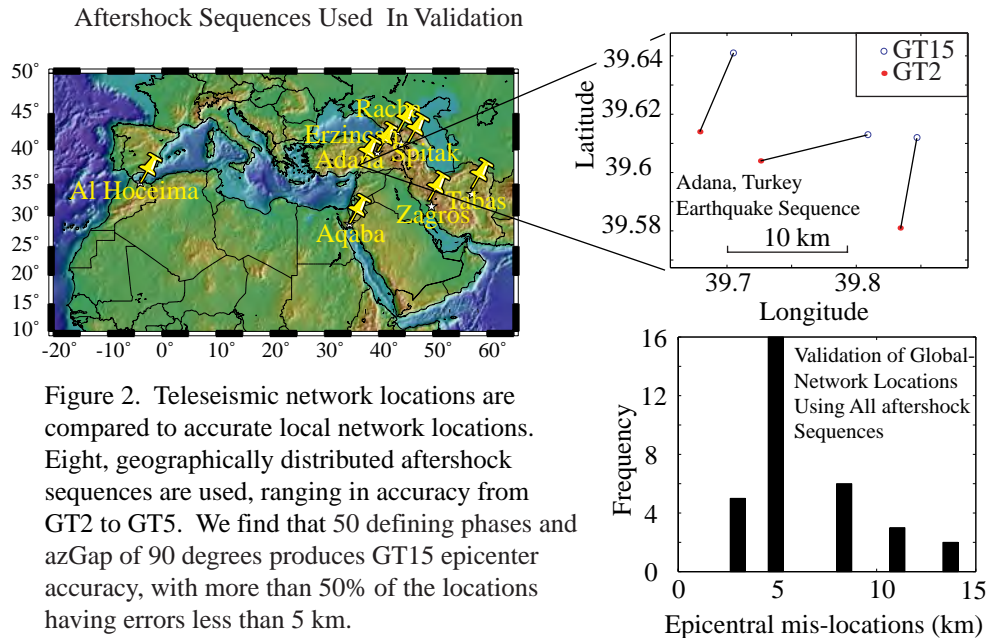 Aftershock Sequences Used In Validation
50°
45°
40°
35°
30°
25°
20°
15°
10°
-20°
-10°
0°
10°
20°
30°
40°
50°
60°
Racha
Erzincan
Adana
Spitak
Al Hoceima
Tabas
Zagros
Aqaba
GT15
GT2
39.64
39.62
39.6
39.58
Latitude
Adana, Turkey
Earthquake Sequence
10 km
39.7
39.8
Longitude
Figure 2. Teleseismic network locations are
compared to accurate local network locations.
Eight, geographically distributed aftershock
sequences are used, ranging in accuracy from
GT2 to GT5. We find that 50 defining phases and
azGap of 90 degrees produces GT15 epicenter
accuracy, with more than 50% of the locations
having errors less than 5 km.
16
12
8
4
0
Frequency
Validation of Global-
Network Locations
Using All aftershock
Sequences
0
5
10
15
Epicentral mis-locations (km)